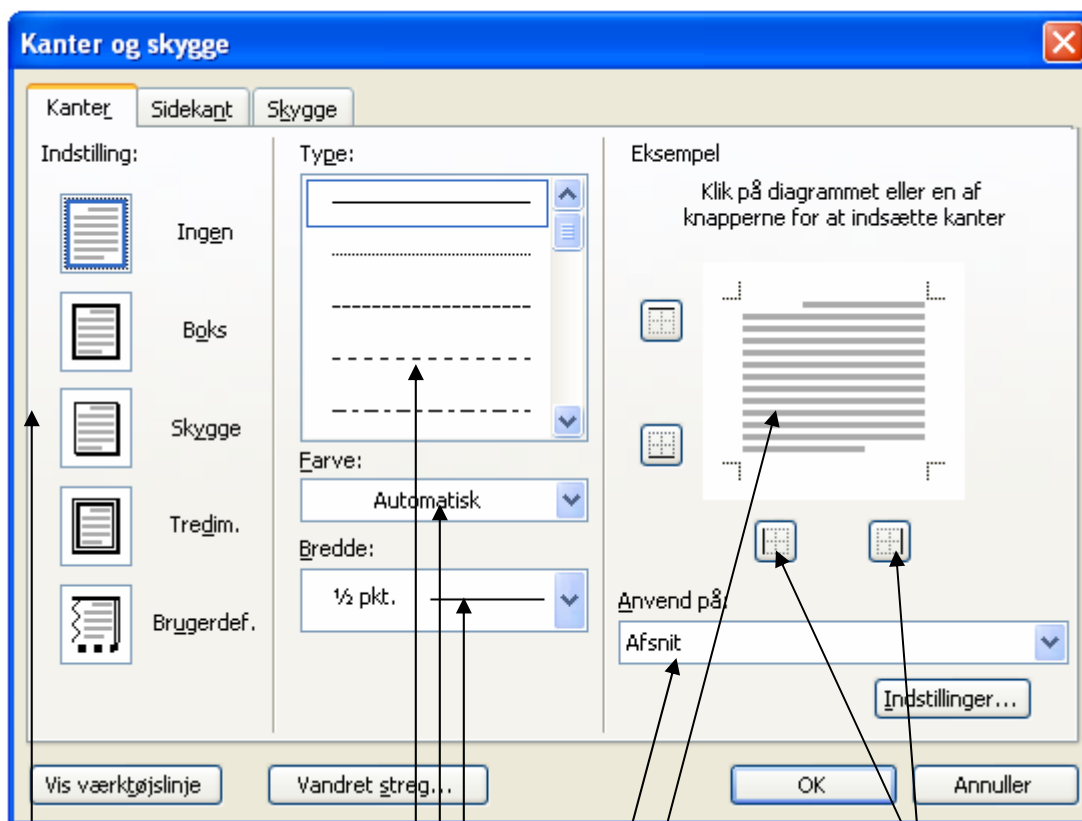 Kanter og skygge
Kanter Sidekant Skygge
Indstilling:
Ingen
Boks
Skygge
Tredim.
Brugerdef.
Type:
Farve:
Automatisk
Bredde:
½ pkt.
Eksempel
Klik på diagrammet eller en af
knapperne for at indsætte kanter
Anvend på:
Afsnit
Indstillinger...
Vis værktøjslinje Vandret streg... OK Annuller